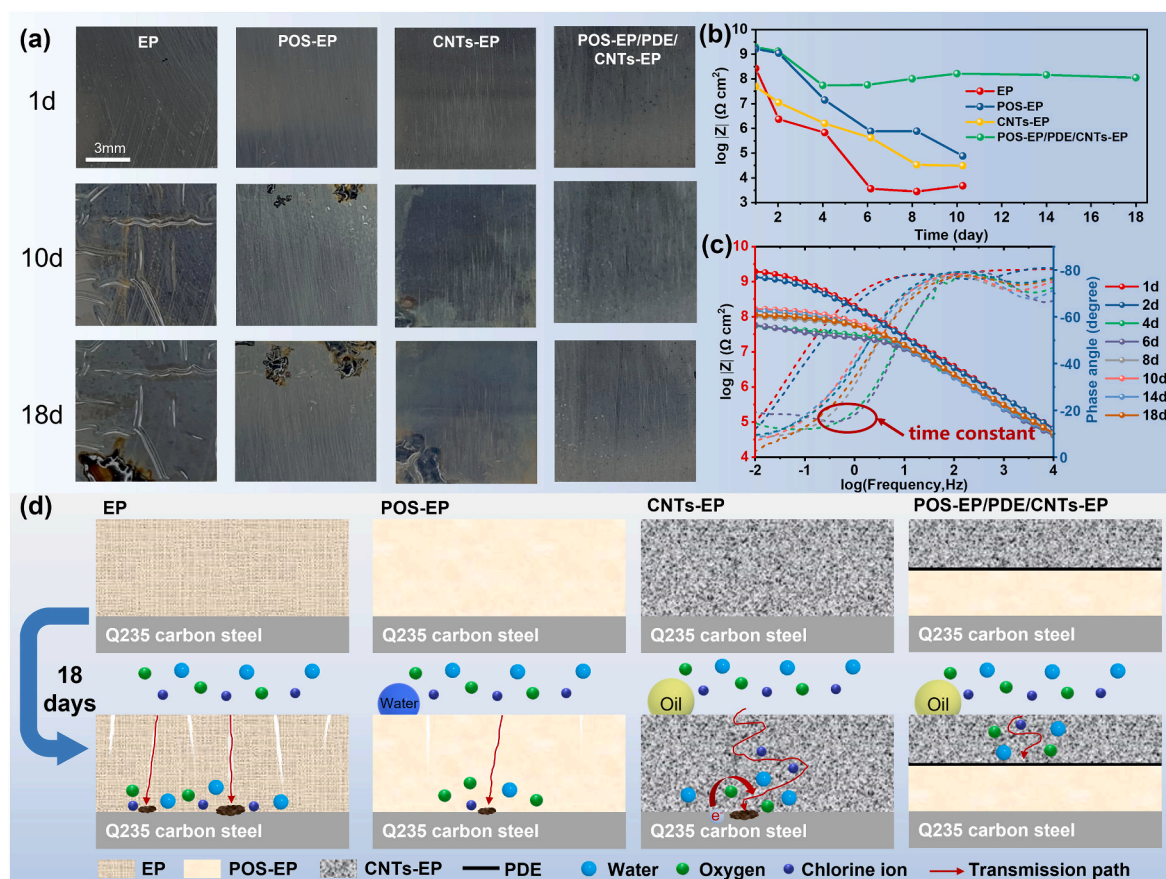 (a)
EP
POS-EP
CNTs-EP
POS-EP/PDE/
CNTs-EP
1d
3mm
10d
18d
(b)
10
9
8
7
6
5
4
3
log |Z| (Ω cm²)
EP
POS-EP
CNTs-EP
POS-EP/PDE/CNTs-EP
2 4 6 8 10 12 14 16 18
Time (day)
(c)
10
9
8
7
6
5
4
log |Z| (Ω cm²)
-80
-60
-40
-20
0
Phase angle (degree)
1d
2d
4d
6d
8d
10d
14d
18d
time constant
-2 -1 0 1 2 3 4
log(Frequency,Hz)
(d)
EP
POS-EP
CNTs-EP
POS-EP/PDE/CNTs-EP
Q235 carbon steel
Q235 carbon steel
Q235 carbon steel
Q235 carbon steel
18
days
Water
Oil
Oil
e
Q235 carbon steel
Q235 carbon steel
Q235 carbon steel
Q235 carbon steel
EP POS-EP CNTs-EP PDE Water Oxygen Chlorine ion Transmission path